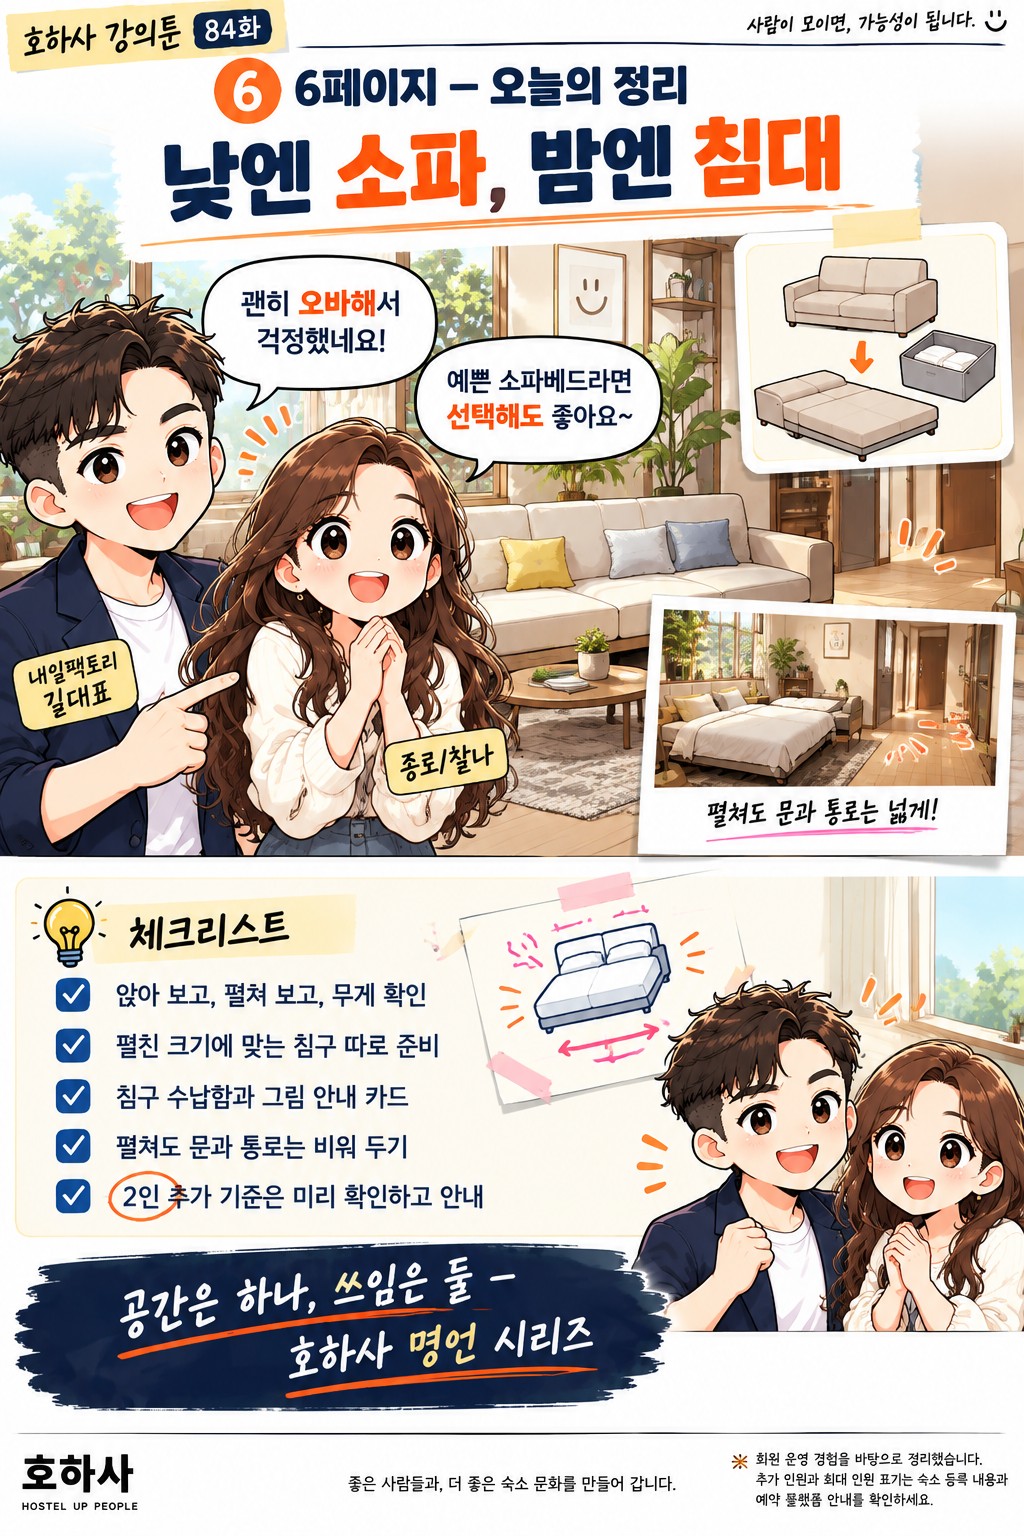 호하사 강의툰 84화
사람이 모이면, 가능성이 됩니다.
6 6페이지 – 오늘의 정리
낮엔 소파, 밤엔 침대
괜히 오바해서
걱정했네요!
예쁜 소파베드라면
선택해도 좋아요~
내일팩토리
길대표
종로/찰나
펼쳐도 문과 통로는 넓게!
체크리스트
앉아 보고, 펼쳐 보고, 무게 확인
펼친 크기에 맞는 침구 따로 준비
침구 수납함과 그림 안내 카드
펼쳐도 문과 통로는 비워 두기
2인 추가 기준은 미리 확인하고 안내
공간은 하나, 쓰임은 둘 –
호하사 명언 시리즈
호하사
HOSTEL UP PEOPLE
좋은 사람들과, 더 좋은 숙소 문화를 만들어 갑니다.
※ 회원 운영 경험을 바탕으로 정리했습니다.
추가 인원과 최대 인원 표기는 숙소 등록 내용과
예약 플랫폼 안내를 확인하세요.